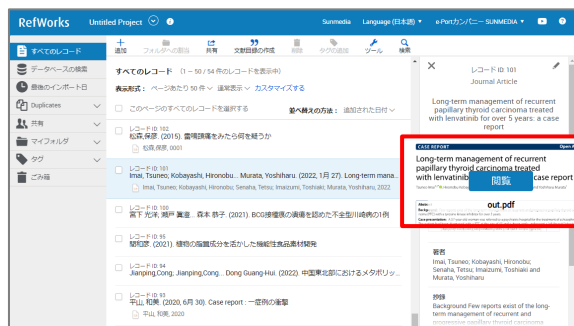 RefWorks Untitled Project Sunmedia Language (日本語) e-Portカンパニー SUNMEDIA
追加 フォルダへの割当 共有 文献目録の作成 削除 タグの追加 ツール 検索
すべてのレコード
データベースの検索
最後のインポート日
Duplicates
共有
マイフォルダ
タグ
ごみ箱
すべてのレコード (1 – 50 / 54 件のレコードを表示中)
表示形式： ページあたり 50 件 通常表示 カスタマイズする
このページのすべてのレコードを選択する 並べ替えの方法： 追加された日付
レコード ID: 102
松森,保彦. (2015). 雷鳴頭痛をみたら何を疑うか
松森, 保彦, 0001
レコード ID: 101
Imai, Tsuneo; Kobayashi, Hironobu... Murata, Yoshiharu. (2022, 1月 27). Long-term mana...
Imai, Tsuneo; Kobayashi, Hironobu; Senaha, Tetsu; Imaizumi, Toshiaki; Murata, Yoshiharu, 2022
レコード ID: 100
レコード ID: 95
レコード ID: 94
Jianping,Cong; Jianping,Cong... Dong Guang-Hui. (2022). 中国東北部におけるメタボリッ...
レコード ID: 93
平山, 和美. (2020, 6月 30). Case report : 一症例の衝撃
平山, 和美, 2020
レコード ID: 101
Journal Article
Long-term management of recurrent
papillary thyroid carcinoma treated
with lenvatinib for over 5 years: a case
report
CASE REPORT
Long-term management of recurrent
papillary thyroid carcinoma treated
with lenvatinib case report
閲覧
out.pdf
著者
Imai, Tsuneo; Kobayashi, Hironobu;
Senaha, Tetsu; Imaizumi, Toshiaki and
Murata, Yoshiharu
抄録
Background Few reports exist of the long-
term management of recurrent and
progressive papillary thyroid carcinoma